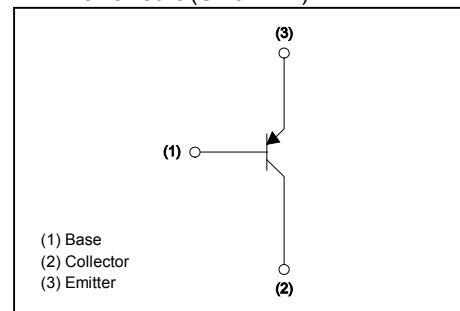 (3)
(1)
(1) Base
(2) Collector
(3) Emitter
(2)